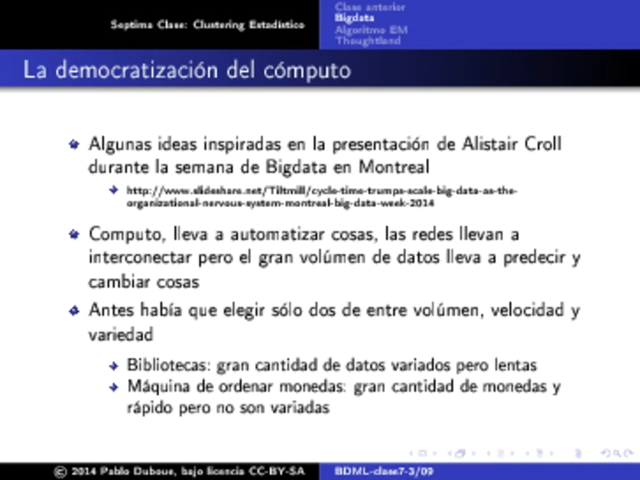 Septima Clase: Clustering Estadístico
Clase anterior
Bigdata
Algoritmo EM
Thoughtland
La democratización del cómputo
Algunas ideas inspiradas en la presentación de Alistair Croll
durante la semana de Bigdata en Montreal
http://www.slideshare.net/Tiltmill/cycle-time-trumps-scale-big-data-as-the-
organizational-nervous-system-montreal-big-data-week-2014
Computo, lleva a automatizar cosas, las redes llevan a
interconectar pero el gran volúmen de datos lleva a predecir y
cambiar cosas
Antes había que elegir sólo dos de entre volúmen, velocidad y
variedad
Bibliotecas: gran cantidad de datos variados pero lentas
Máquina de ordenar monedas: gran cantidad de monedas y
rápido pero no son variadas
© 2014 Pablo Duboue, bajo licencia CC-BY-SA
BDML-clase7-3/09